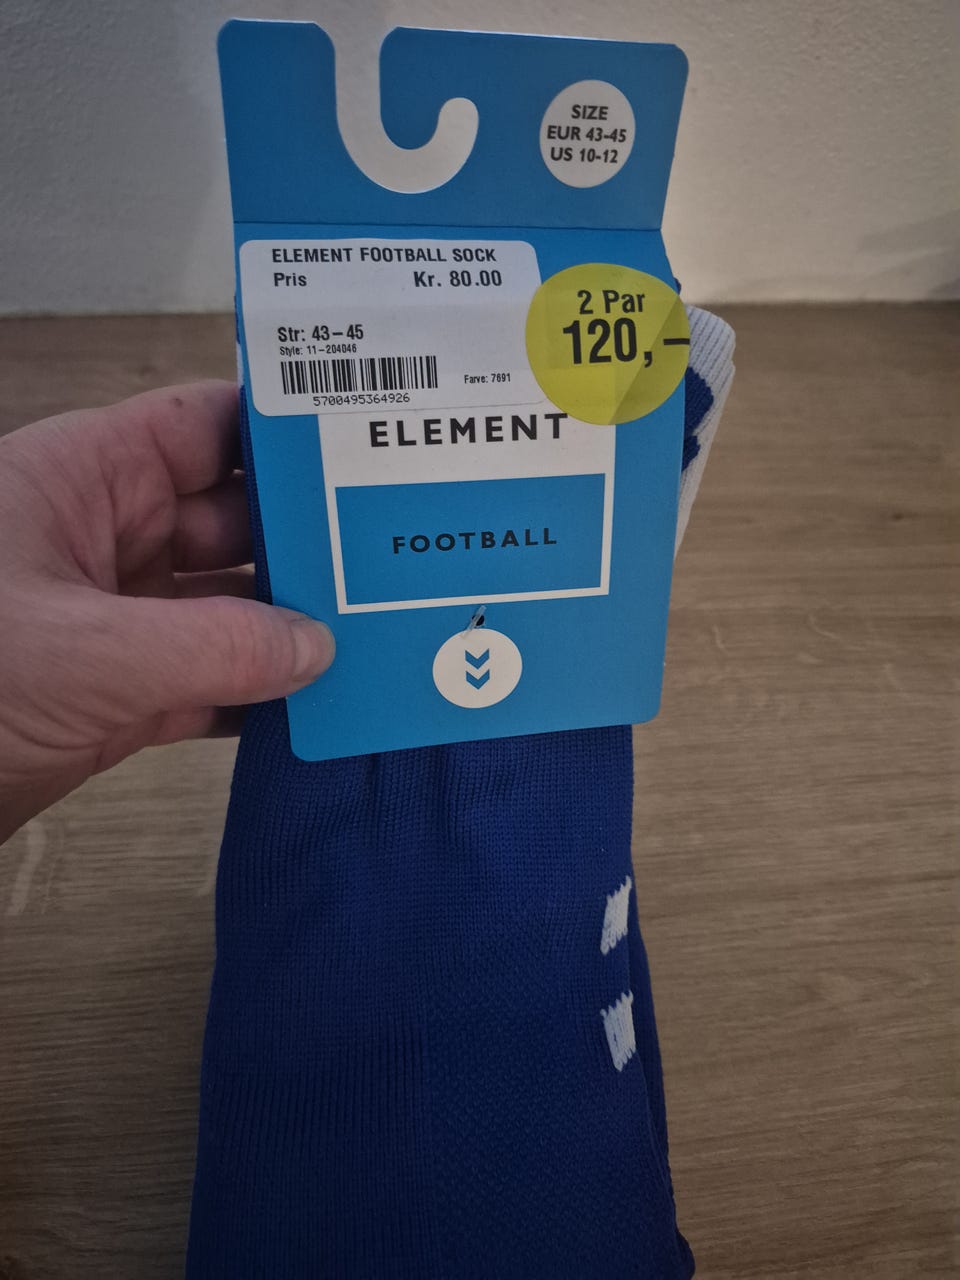 SIZE
EUR 43-45
US 10-12
ELEMENT FOOTBALL SOCK
Pris Kr. 80.00
2 Par
120,-
Str: 43-45
Style: 11-204046
Farve: 7691
5700495364926
ELEMENT
FOOTBALL